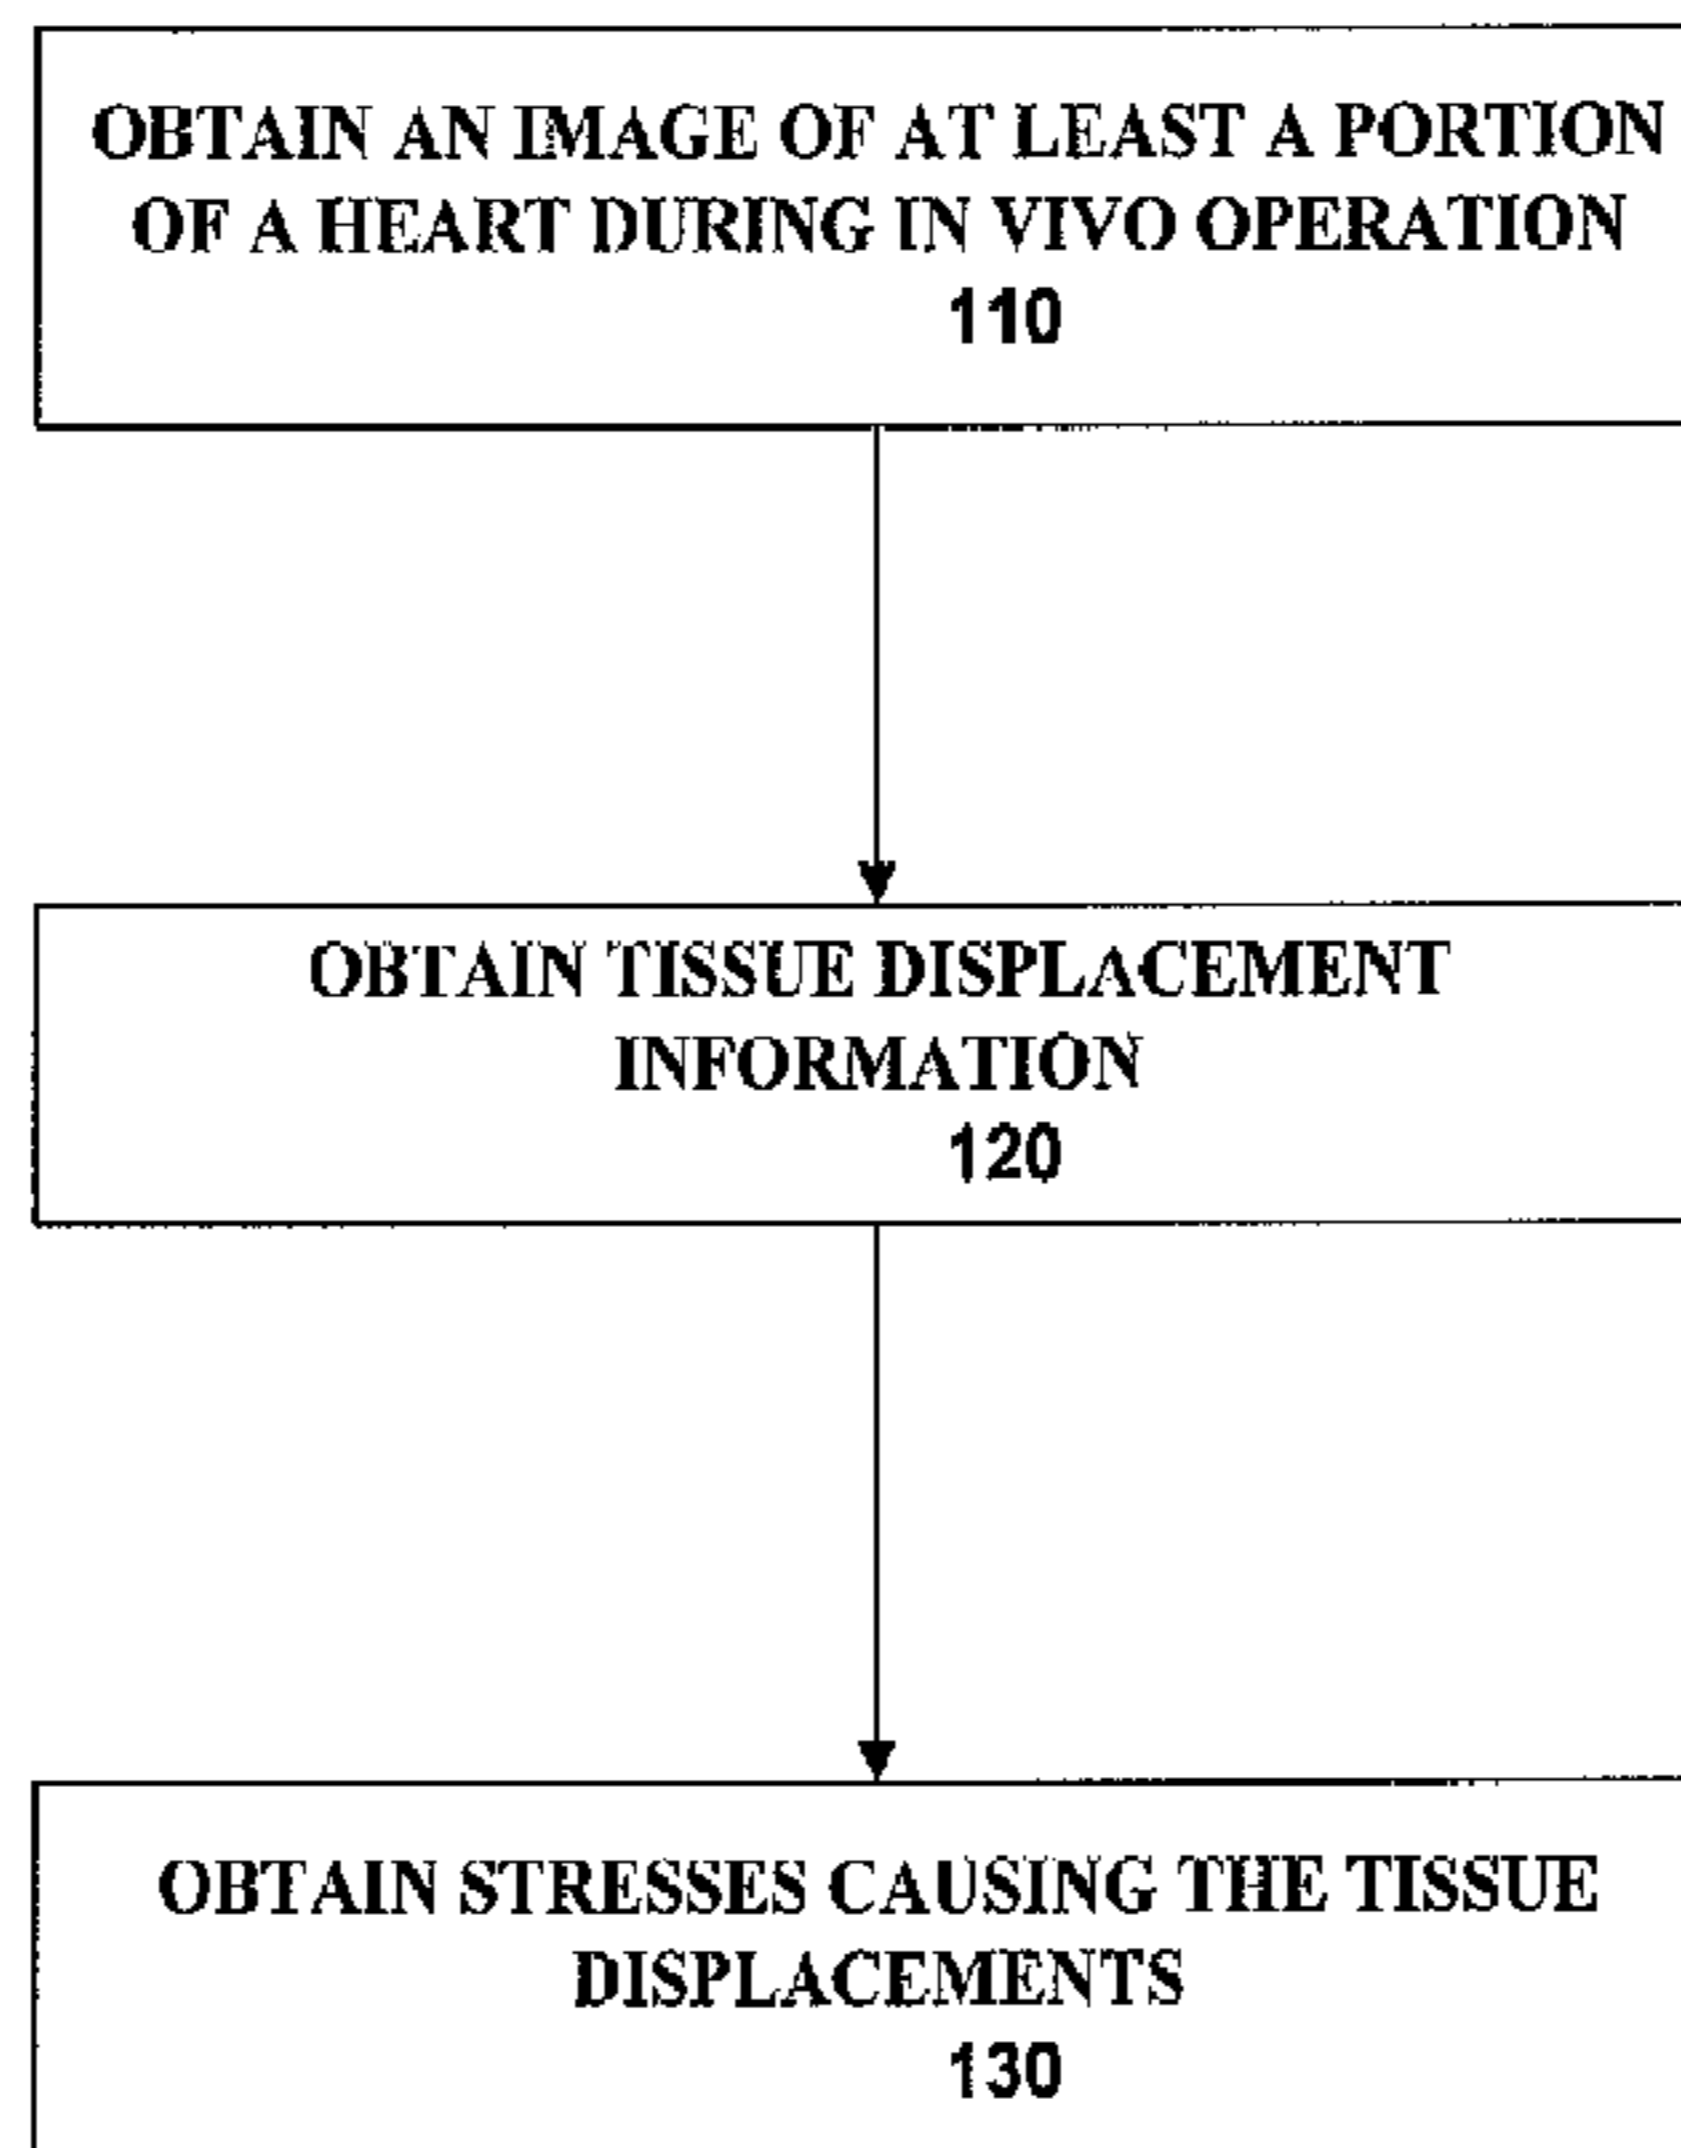 OBTAIN AN IMAGE OF AT LEAST A PORTION
OF A HEART DURING IN VIVO OPERATION
110
OBTAIN TISSUE DISPLACEMENT
INFORMATION
120
OBTAIN STRESSES CAUSING THE TISSUE
DISPLACEMENTS
130